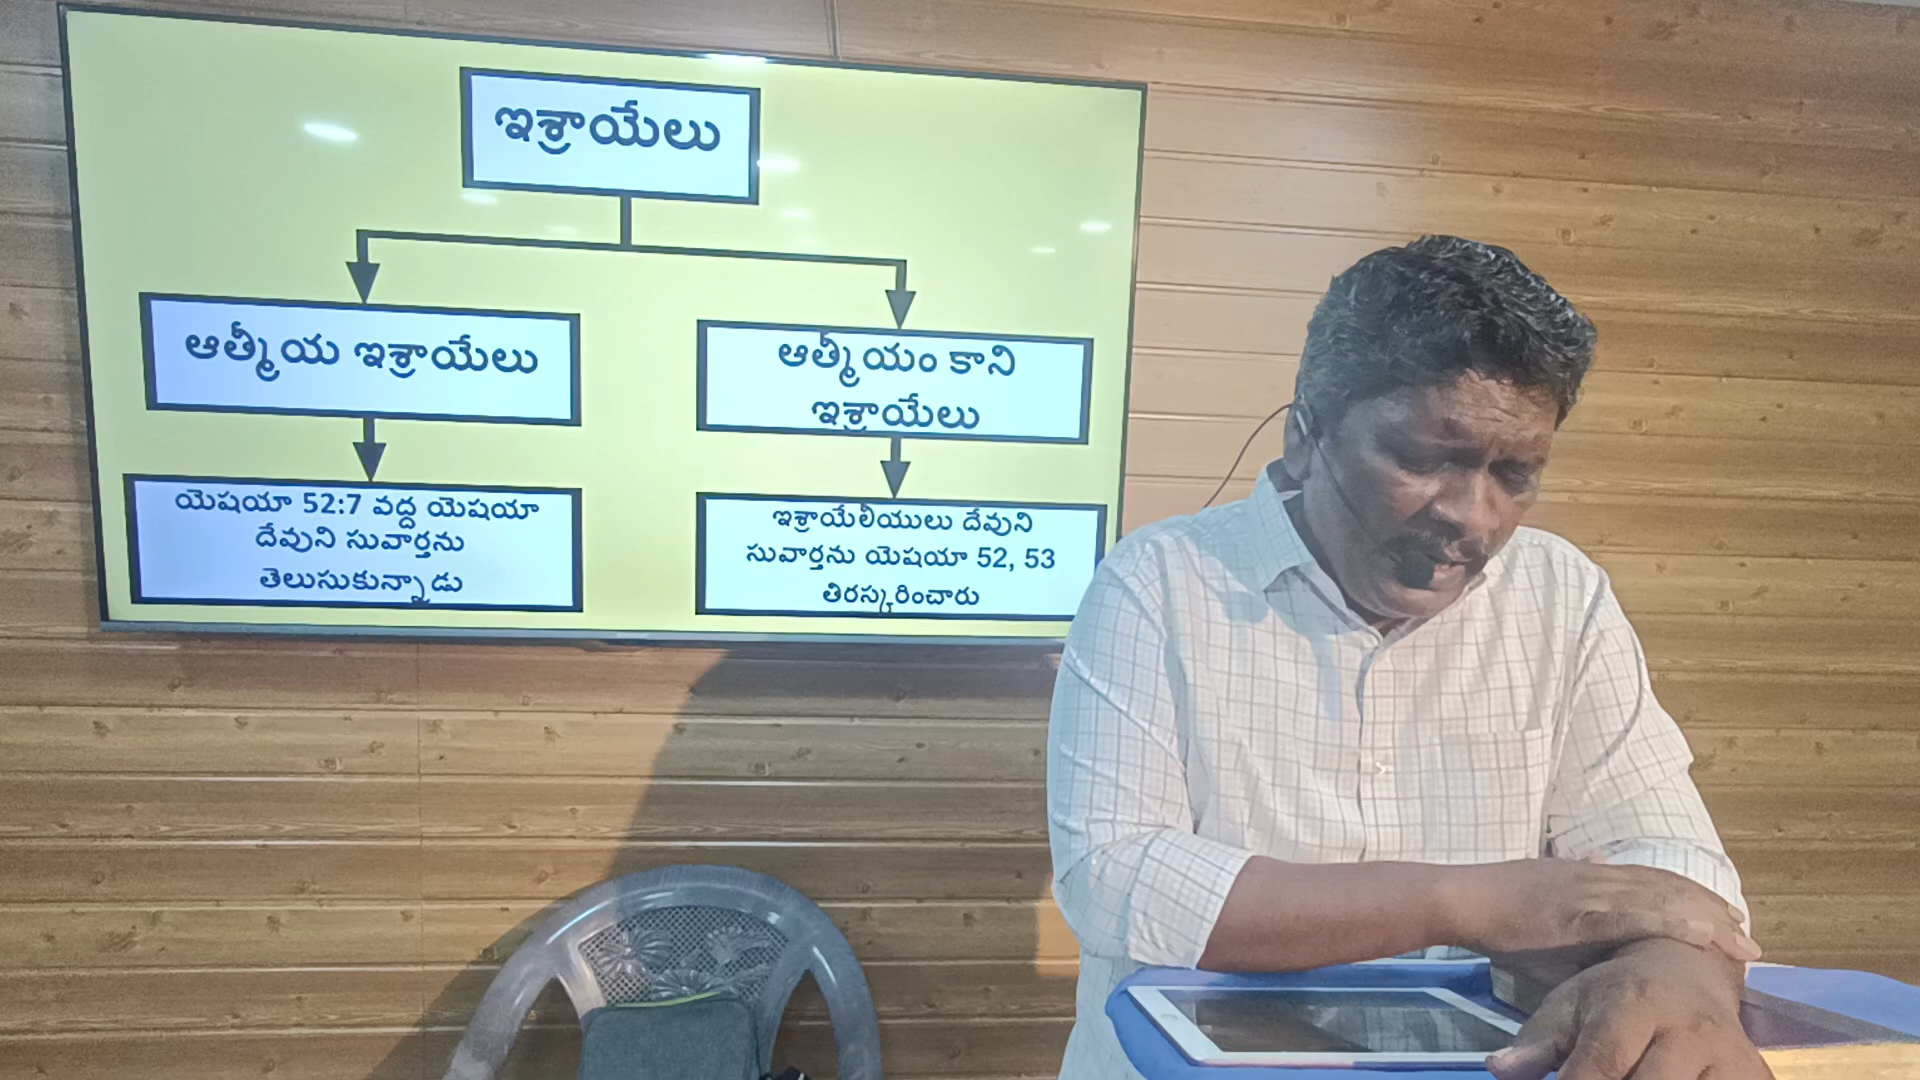 ఇశ్రాయేలు
ఆత్మీయ ఇశ్రాయేలు
ఆత్మీయం కాని
ఇశ్రాయేలు
యెషయా 52:7 వద్ద యెషయా
దేవుని సువార్తను
తెలుసుకున్నాడు
ఇశ్రాయేలీయులు దేవుని
సువార్తను యెషయా 52, 53
తిరస్కరించారు